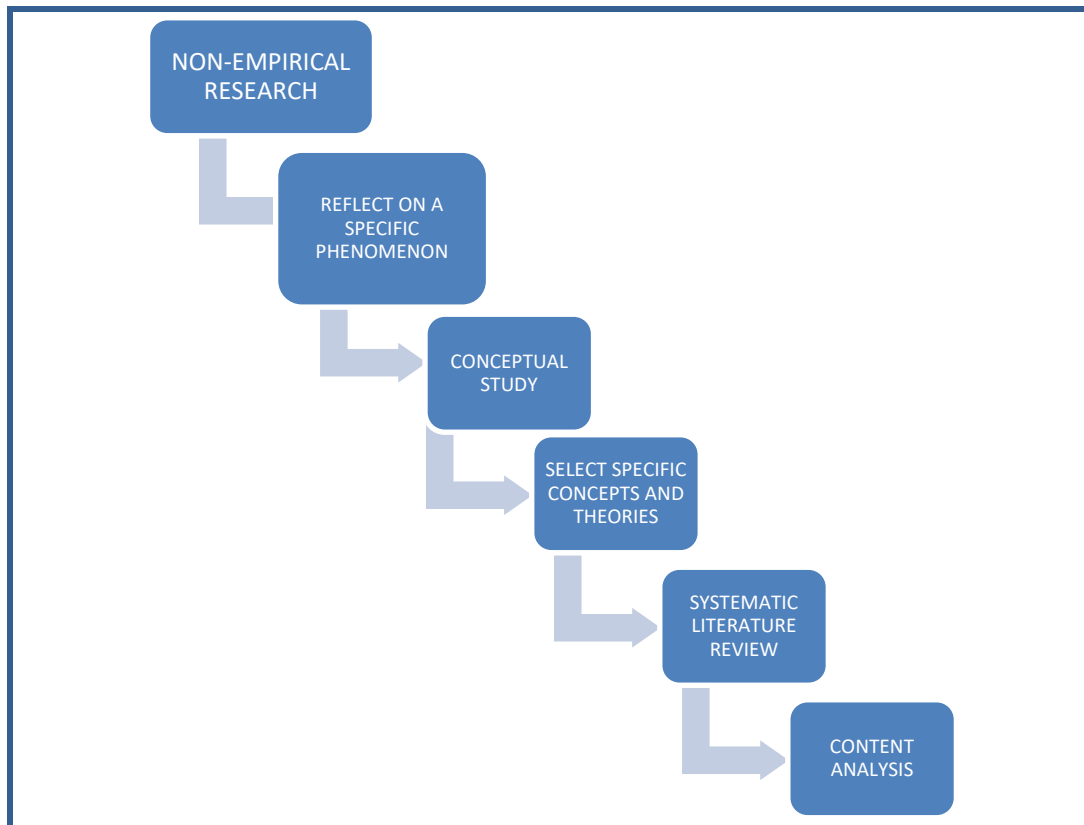 NON-EMPIRICAL
RESEARCH
REFLECT ON A
SPECIFIC
PHENOMENON
CONCEPTUAL
STUDY
SELECT SPECIFIC
CONCEPTS AND
THEORIES
SYSTEMATIC
LITERATURE
REVIEW
CONTENT
ANALYSIS